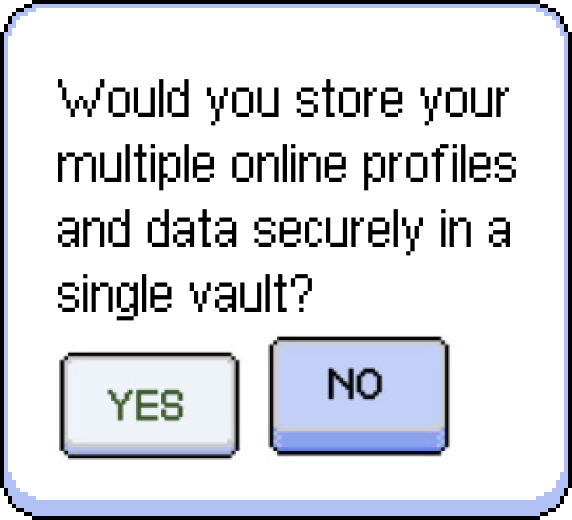 Would you store your
multiple online profiles
and data securely in a
single vault?
YES
NO